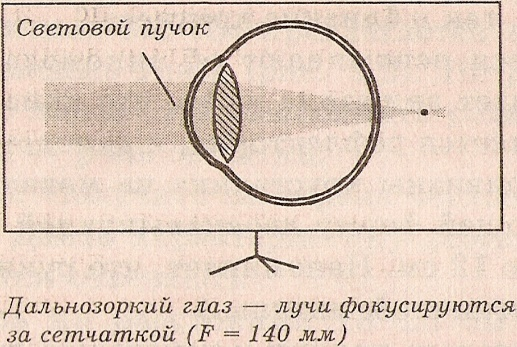 Световой пучок
Дальнозоркий глаз — лучи фокусируются
за сетчаткой (F = 140 мм)